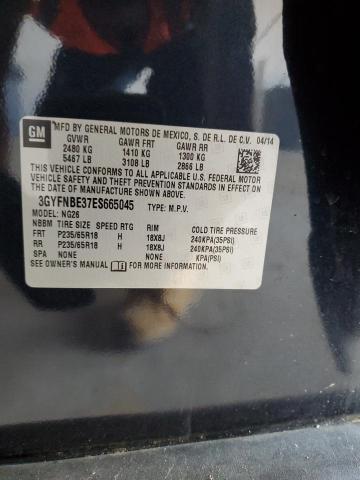 GM
MFD BY GENERAL MOTORS DE MEXICO, S. DE R.L. DE C.V. 04/14
GVWR GAWR FRT GAWR RR
2480 KG 1410 KG 1300 KG
5467 LB 3108 LB 2866 LB
THIS VEHICLE CONFORMS TO ALL APPLICABLE U.S. FEDERAL MOTOR
VEHICLE SAFETY AND THEFT PREVENTION STANDARDS IN EFFECT ON THE
DATE OF MANUFACTURE SHOWN ABOVE.
3GYFNBE37ES665045 TYPE: M.P.V.
MODEL: NG26
NBBM TIRE SIZE SPEED RTG RIM COLD TIRE PRESSURE
FRT P235/65R18 H 18X8J 240KPA(35PSI)
RR P235/65R18 H 18X8J 240KPA(35PSI)
SPA NONE NONE KPA(PSI)
SEE OWNER'S MANUAL FOR MORE INFORMATION.